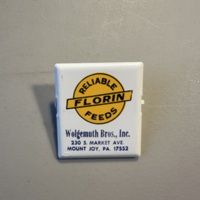 RELIABLE
FLORIN
FEEDS
Wolgemuth Bros., Inc.
230 S. MARKET AVE.
MOUNT JOY, PA. 17552